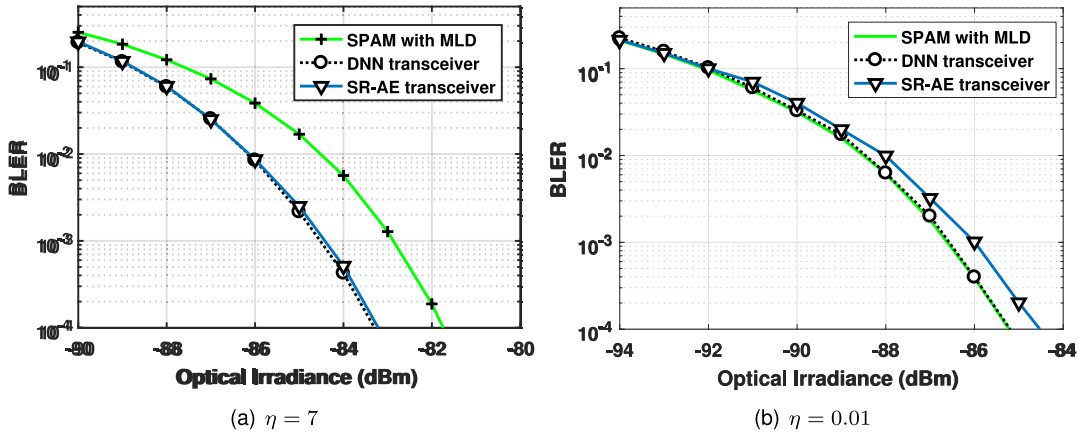 SPAM with MLD
DNN transceiver
SR-AE transceiver
10^-1
10^-2
10^-3
10^-4
BLER
-90
-88
-86
-84
-82
-80
Optical Irradiance (dBm)
(a) η = 7
SPAM with MLD
DNN transceiver
SR-AE transceiver
10^0
10^-1
10^-2
10^-3
10^-4
BLER
-94
-92
-90
-88
-86
-84
Optical Irradiance (dBm)
(b) η = 0.01